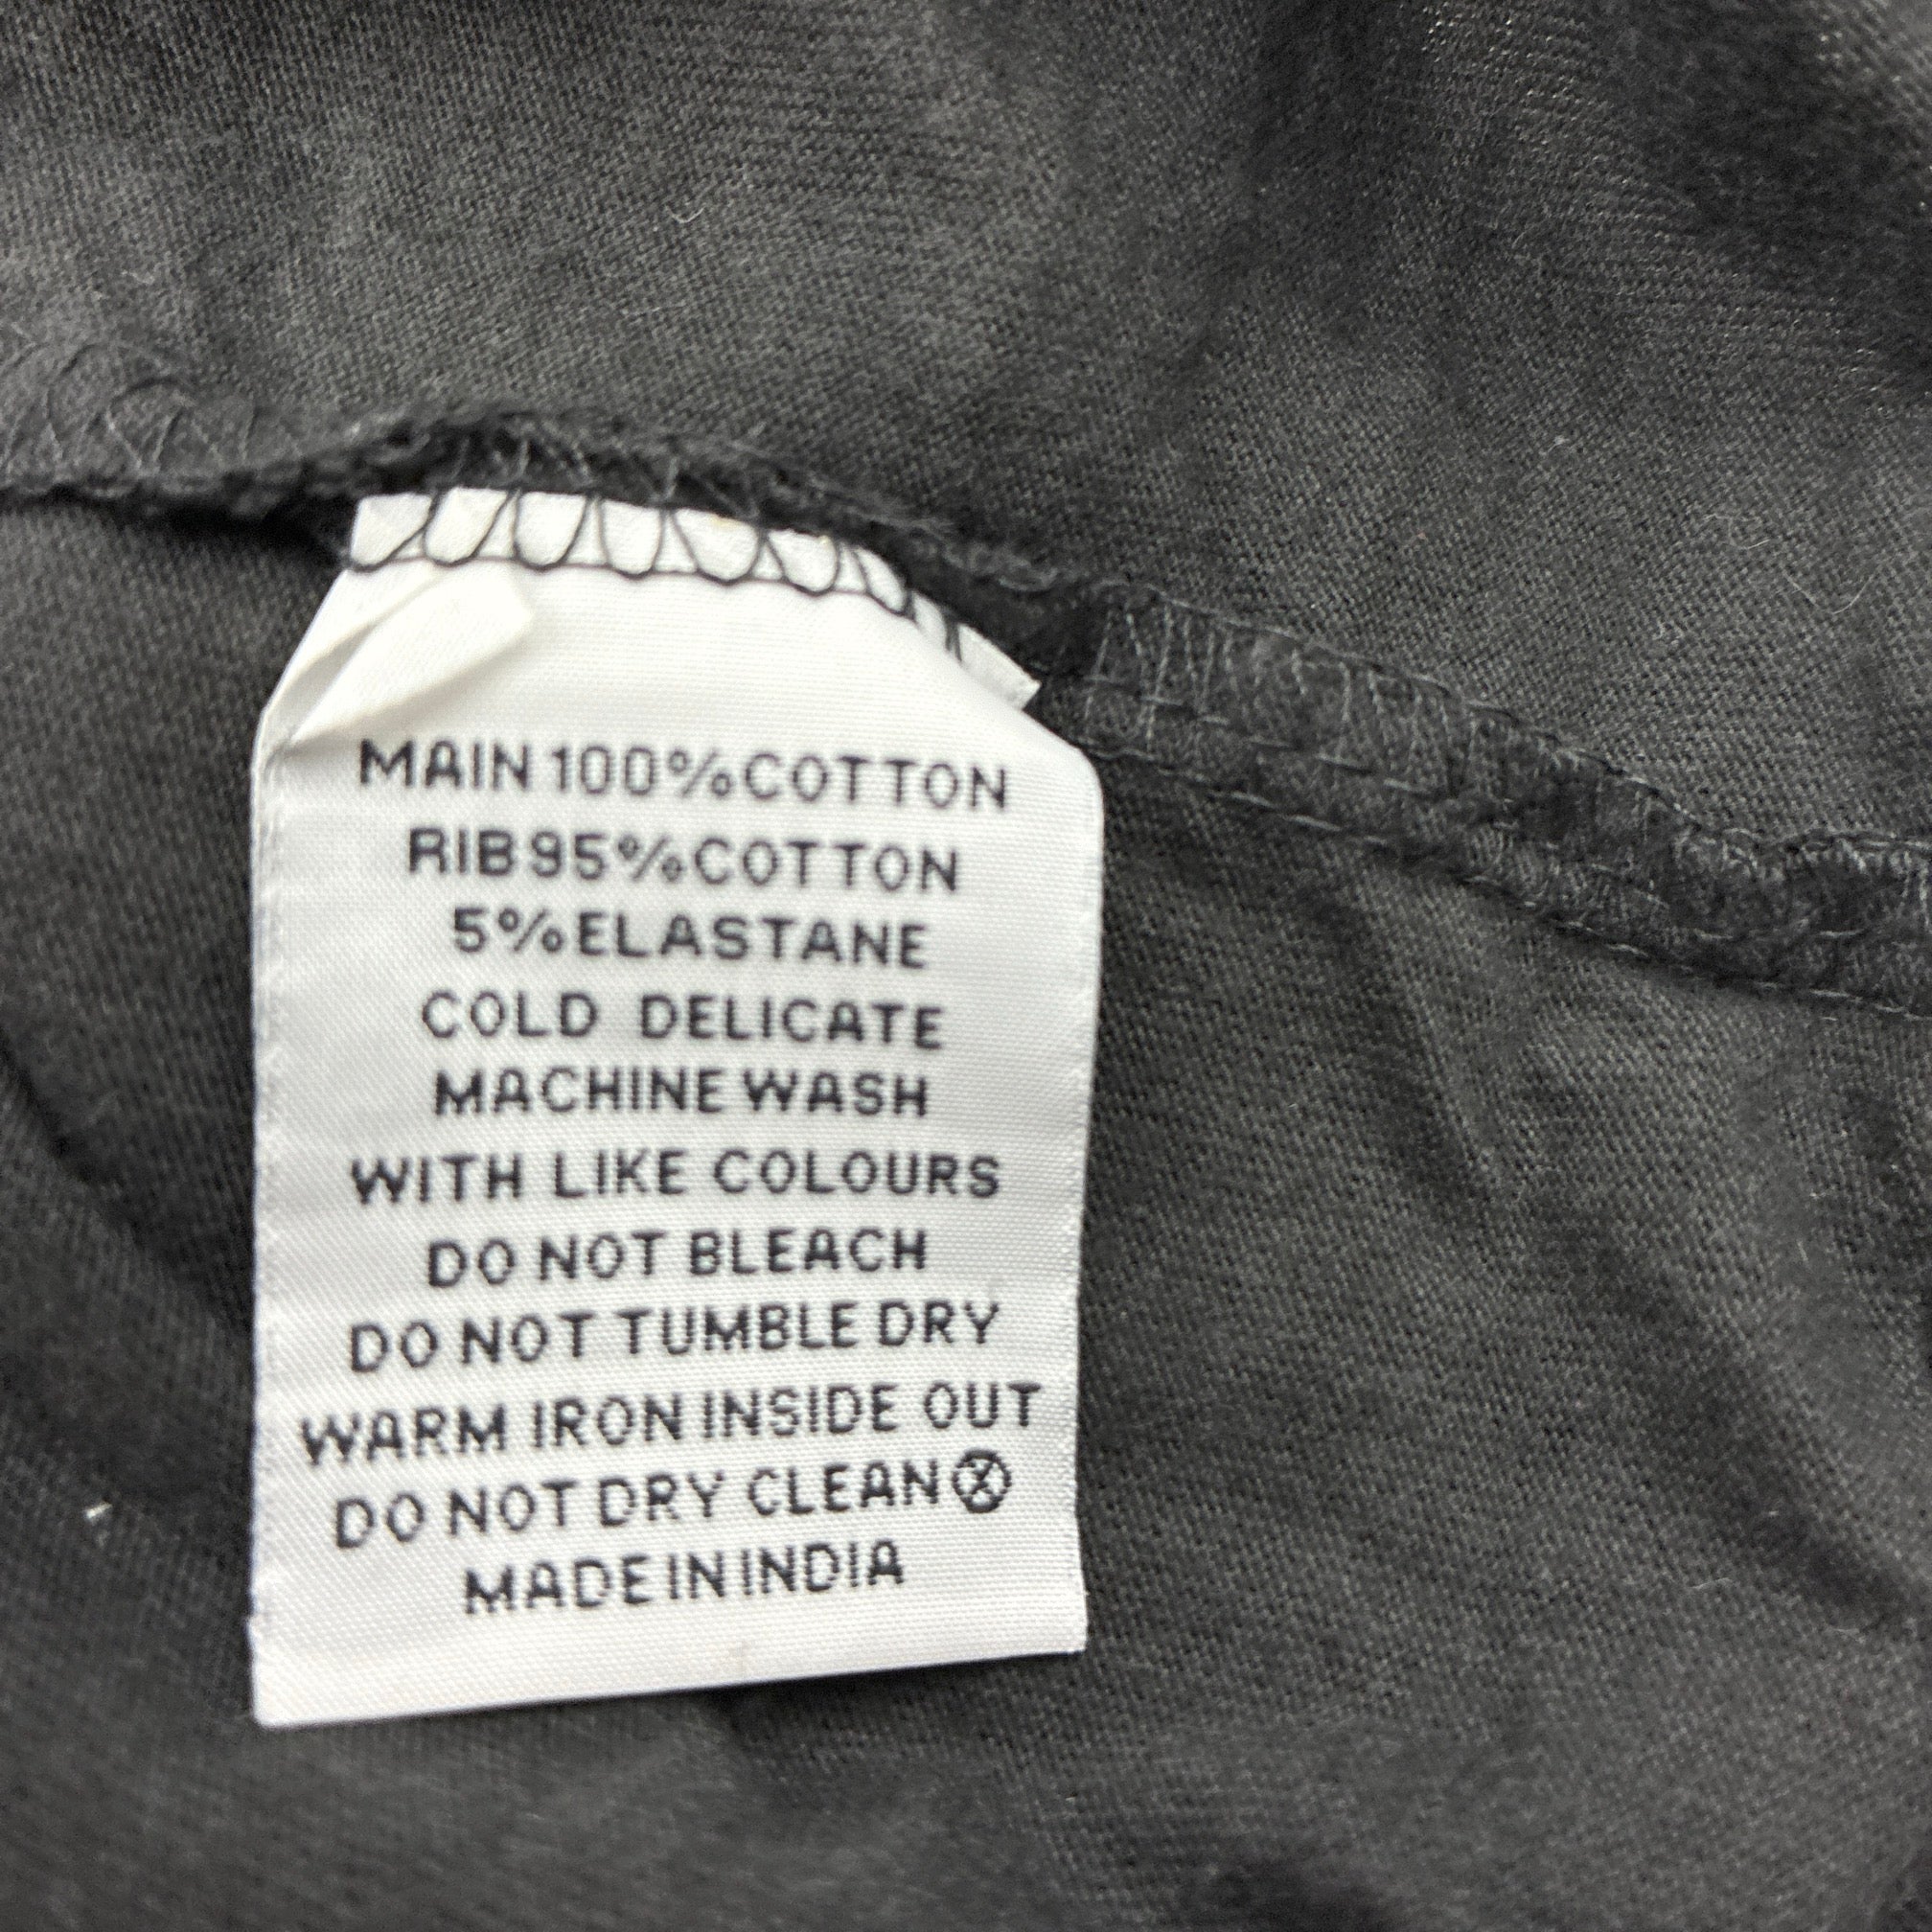 MAIN 100% COTTON
RIB 95% COTTON
5% ELASTANE
COLD DELICATE
MACHINE WASH
WITH LIKE COLOURS
DO NOT BLEACH
DO NOT TUMBLE DRY
WARM IRON INSIDE OUT
DO NOT DRY CLEAN
MADE IN INDIA